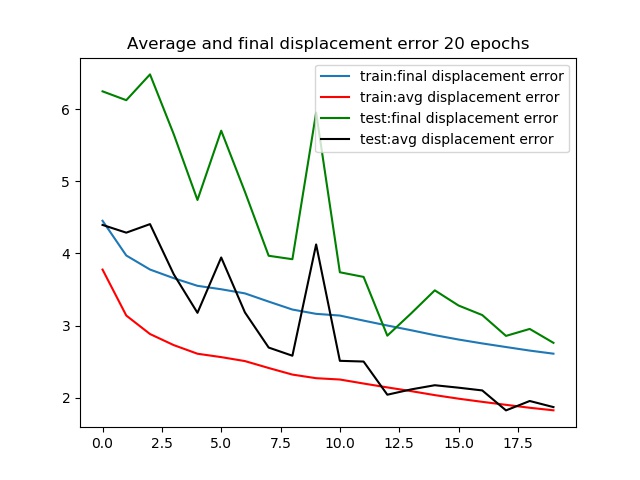 Average and final displacement error 20 epochs
train:final displacement error
train:avg displacement error
test:final displacement error
test:avg displacement error
6
5
4
3
2
0.0 2.5 5.0 7.5 10.0 12.5 15.0 17.5